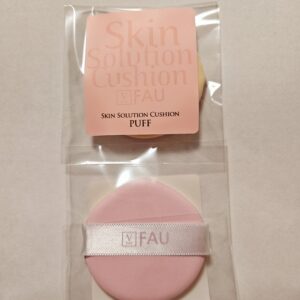 Skin
Solution
Cushion
V FAU
SKIN SOLUTION CUSHION
PUFF
V FAU